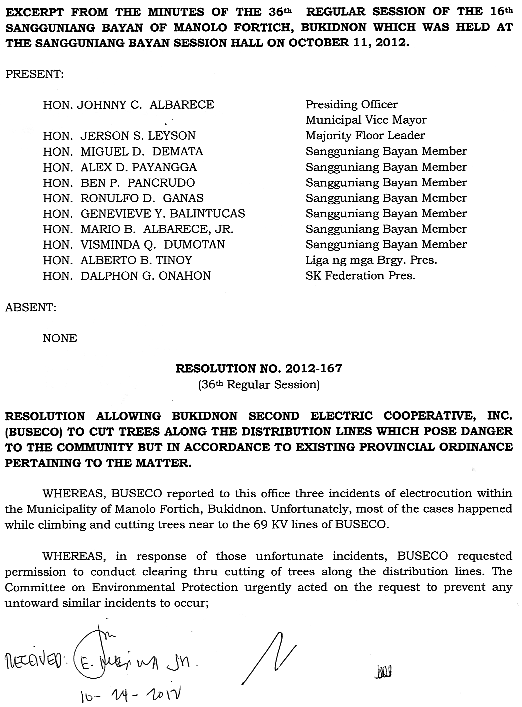 EXCERPT FROM THE MINUTES OF THE 36th REGULAR SESSION OF THE 16th
SANGGUNIANG BAYAN OF MANOLO FORTICH, BUKIDNON WHICH WAS HELD AT
THE SANGGUNIANG BAYAN SESSION HALL ON OCTOBER 11, 2012.
PRESENT:
HON. JOHNNY C. ALBARECE Presiding Officer
Municipal Vice Mayor
HON. JERSON S. LEYSON Majority Floor Leader
HON. MIGUEL D. DEMATA Sangguniang Bayan Member
HON. ALEX D. PAYANGGA Sangguniang Bayan Member
HON. BEN P. PANCRUDO Sangguniang Bayan Member
HON. RONULFO D. GANAS Sangguniang Bayan Member
HON. GENEVIEVE Y. BALINTUCAS Sangguniang Bayan Member
HON. MARIO B. ALBARECE, JR. Sangguniang Bayan Member
HON. VISMINDA Q. DUMOTAN Sangguniang Bayan Member
HON. ALBERTO B. TINOY Liga ng mga Brgy. Pres.
HON. DALPHON G. ONAHON SK Federation Pres.
ABSENT:
NONE
RESOLUTION NO. 2012-167
(36th Regular Session)
RESOLUTION ALLOWING BUKIDNON SECOND ELECTRIC COOPERATIVE, INC.
(BUSECO) TO CUT TREES ALONG THE DISTRIBUTION LINES WHICH POSE DANGER
TO THE COMMUNITY BUT IN ACCORDANCE TO EXISTING PROVINCIAL ORDINANCE
PERTAINING TO THE MATTER.
WHEREAS, BUSECO reported to this office three incidents of electrocution within
the Municipality of Manolo Fortich, Bukidnon. Unfortunately, most of the cases happened
while climbing and cutting trees near to the 69 KV lines of BUSECO.
WHEREAS, in response of those unfortunate incidents, BUSECO requested
permission to conduct clearing thru cutting of trees along the distribution lines. The
Committee on Environmental Protection urgently acted on the request to prevent any
untoward similar incidents to occur;
RECEIVED: E. JR.
10-24-2012